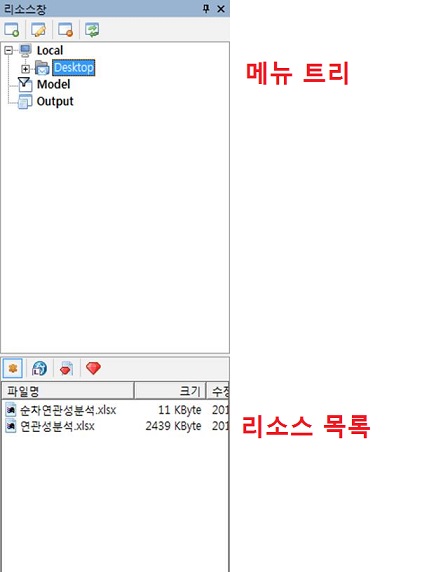 리소스창
Local
Desktop
메뉴 트리
Model
Output
파일명 크기 수정
순차연관성분석.xlsx 11 KByte 201
연관성분석.xlsx 2439 KByte 201
리소스 목록